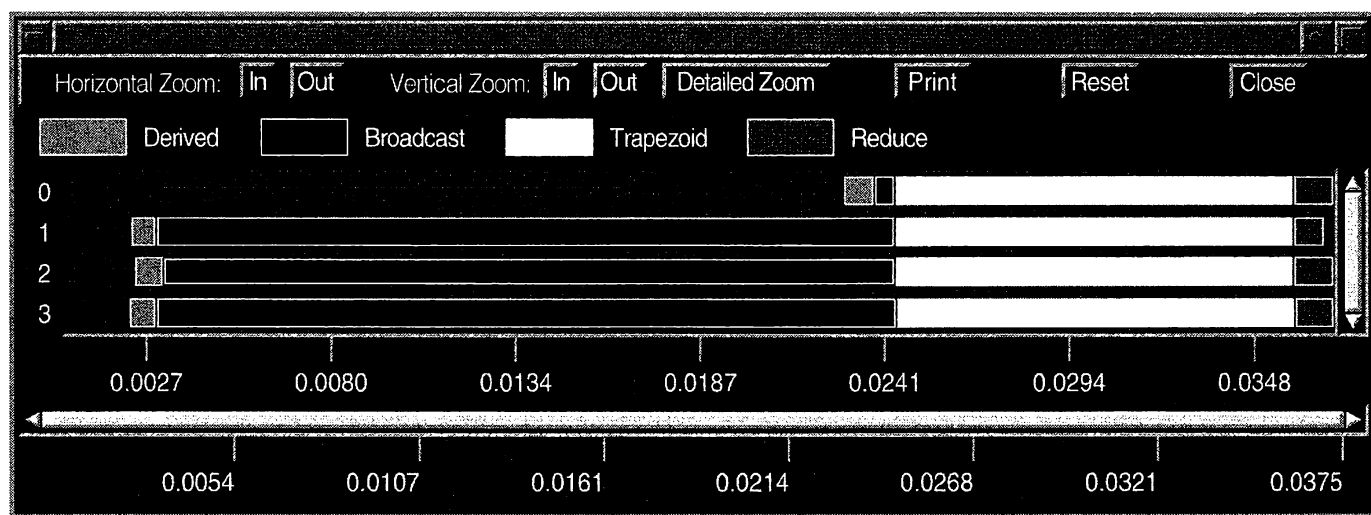 Horizontal Zoom: In Out Vertical Zoom: In Out Detailed Zoom Print Reset Close
Derived Broadcast Trapezoid Reduce
0
1
2
3
0.0027 0.0080 0.0134 0.0187 0.0241 0.0294 0.0348
0.0054 0.0107 0.0161 0.0214 0.0268 0.0321 0.0375